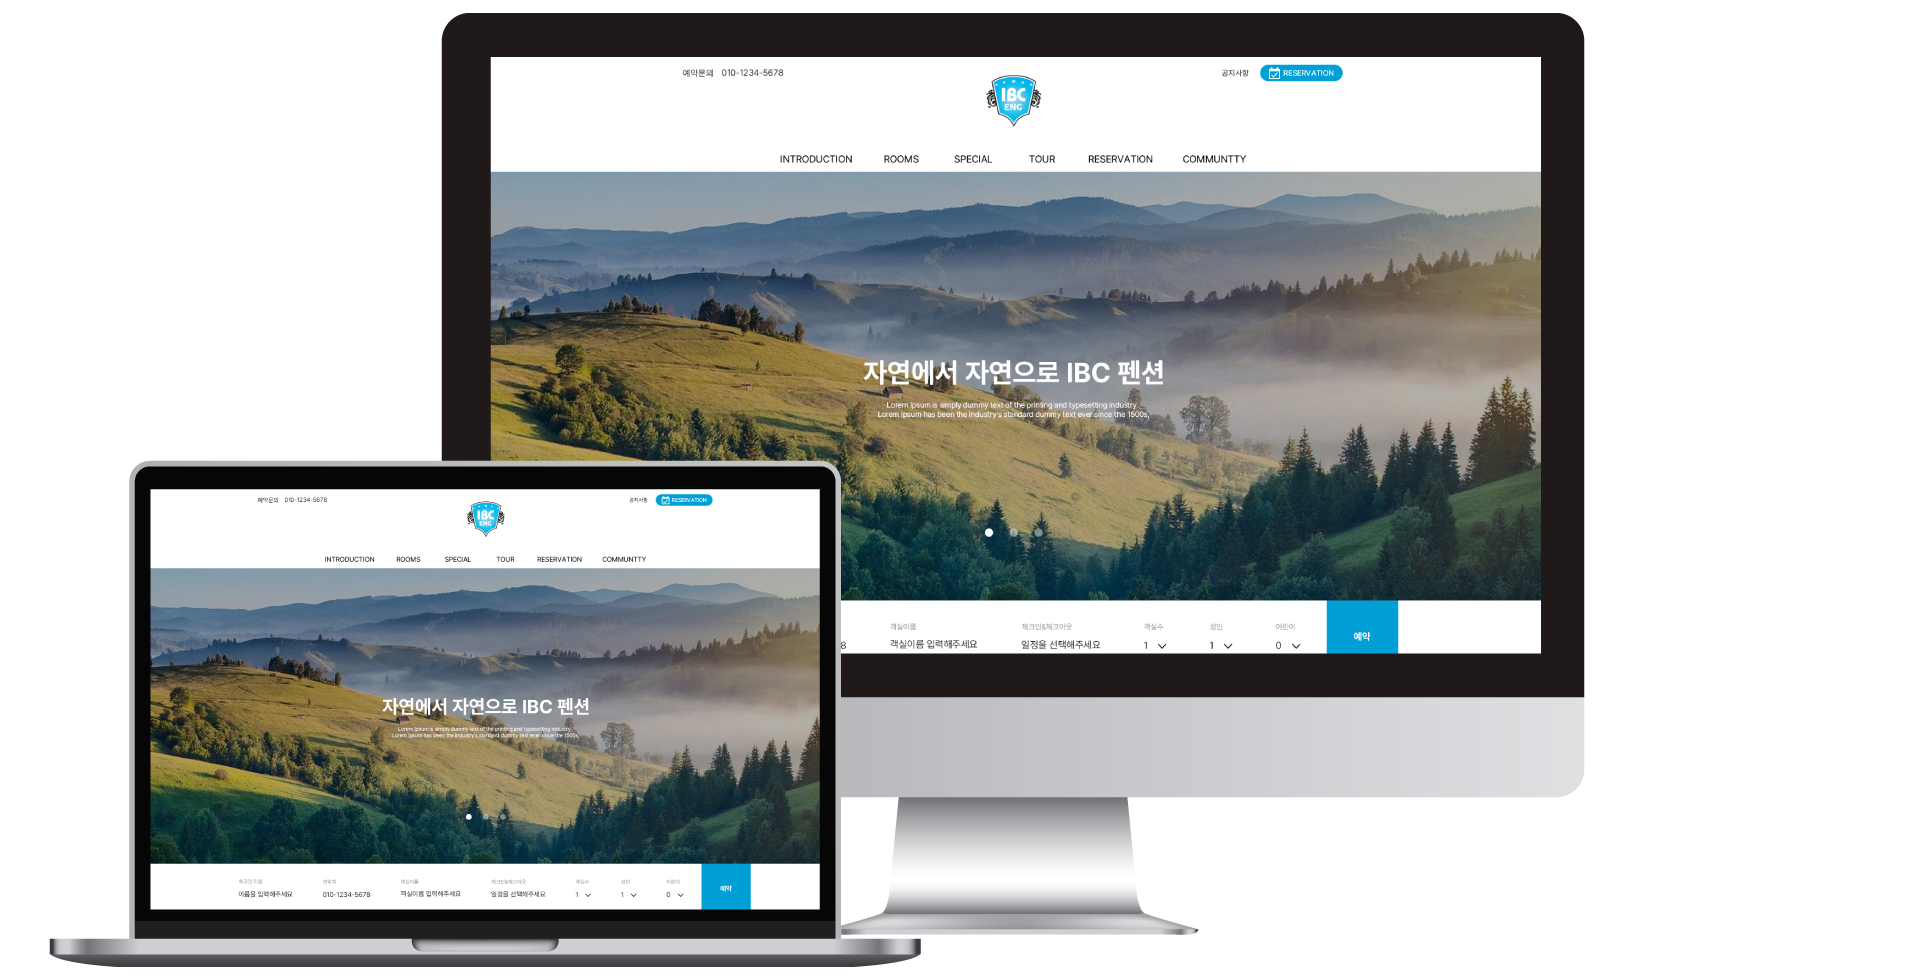 예약문의 010-1234-5678
공지사항
RESERVATION
IBC
ENG
INTRODUCTION ROOMS SPECIAL TOUR RESERVATION COMMUNTTY
자연에서 자연으로 IBC 펜션
Lorem Ipsum is simply dummy text of the printing and typesetting industry.
Lorem Ipsum has been the industry's standard dummy text ever since the 1500s,
8
객실이름 체크인&체크아웃 객실수 성인 어린이
객실이름 입력해주세요 일정을 선택해주세요 1 1 0
예약
예약문의 010-1234-5678
공지사항
RESERVATION
IBC
ENG
INTRODUCTION ROOMS SPECIAL TOUR RESERVATION COMMUNTTY
자연에서 자연으로 IBC 펜션
Lorem Ipsum is simply dummy text of the printing and typesetting industry.
Lorem Ipsum has been the industry's standard dummy text ever since the 1500s,
연락처 객실이름 체크인&체크아웃 객실수 성인 어린이
이름을 입력해주세요 010-1234-5678 객실이름 입력해주세요 일정을 선택해주세요 1 1 0
예약